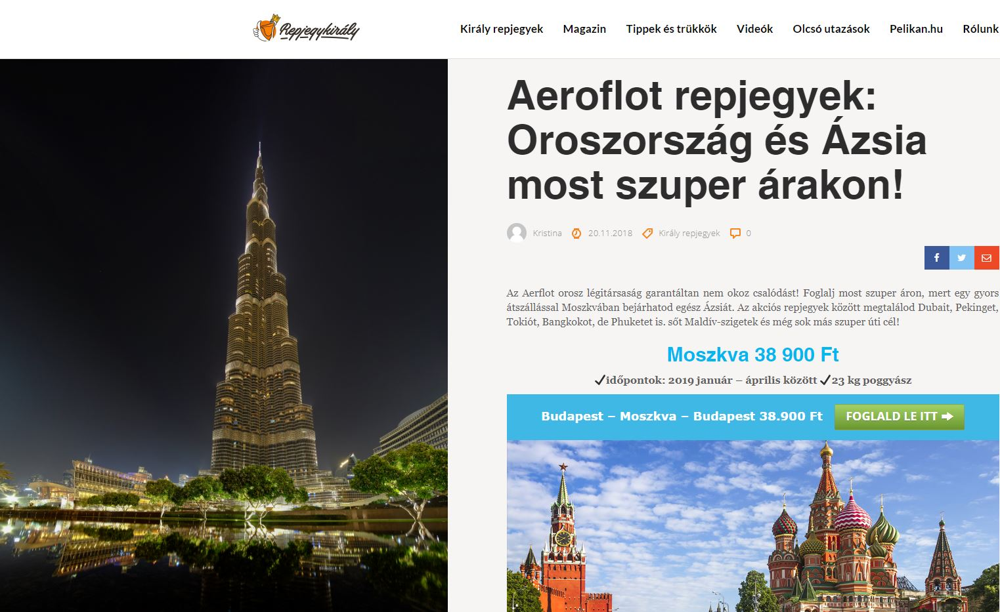 Repjegykirály
Király repjegyek Magazin Tippek és trükkök Videók Olcsó utazások Pelikan.hu Rólunk
Aeroflot repjegyek:
Oroszország és Ázsia
most szuper árakon!
Kristina 20.11.2018 Király repjegyek 0
Az Aerflot orosz légitársaság garantáltan nem okoz csalódást! Foglalj most szuper áron, mert egy gyors
átszállással Moszkvában bejárhatod egész Ázsiát. Az akciós repjegyek között megtalálod Dubait, Pekinget,
Tokiót, Bangkokot, de Phuketet is. sőt Maldív-szigetek és még sok más szuper úti cél!
Moszkva 38 900 Ft
✓időpontok: 2019 január – április között ✓23 kg poggyász
Budapest – Moszkva – Budapest 38.900 Ft FOGLALD LE ITT